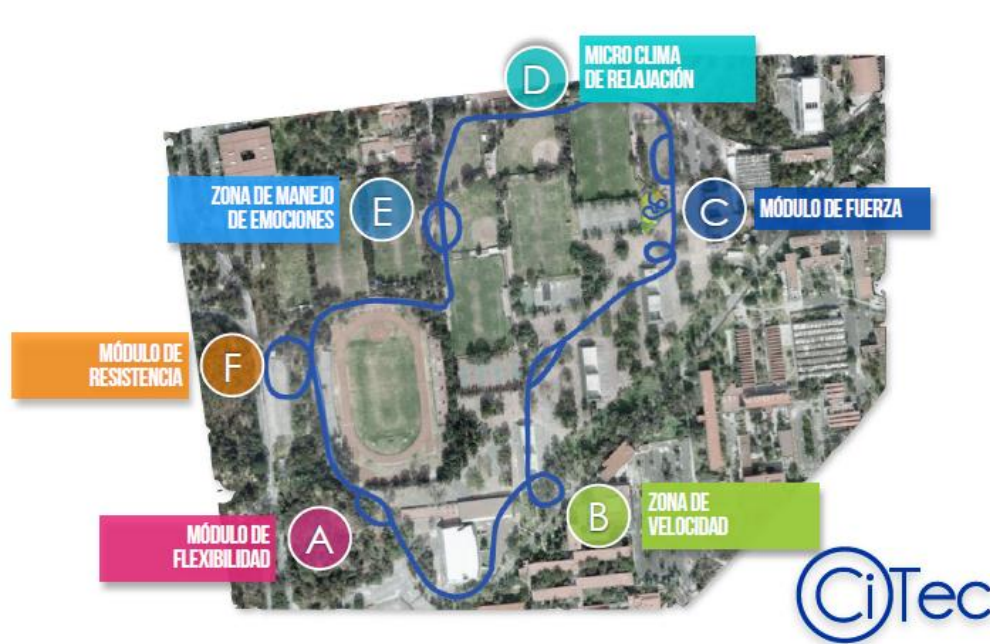 D
MICRO CLIMA
DE RELAJACIÓN
ZONA DE MANEJO
DE EMOCIONES
E
C
MÓDULO DE FUERZA
MÓDULO DE
RESISTENCIA
F
MÓDULO DE
FLEXIBILIDAD
A
B
ZONA DE
VELOCIDAD
CiTec